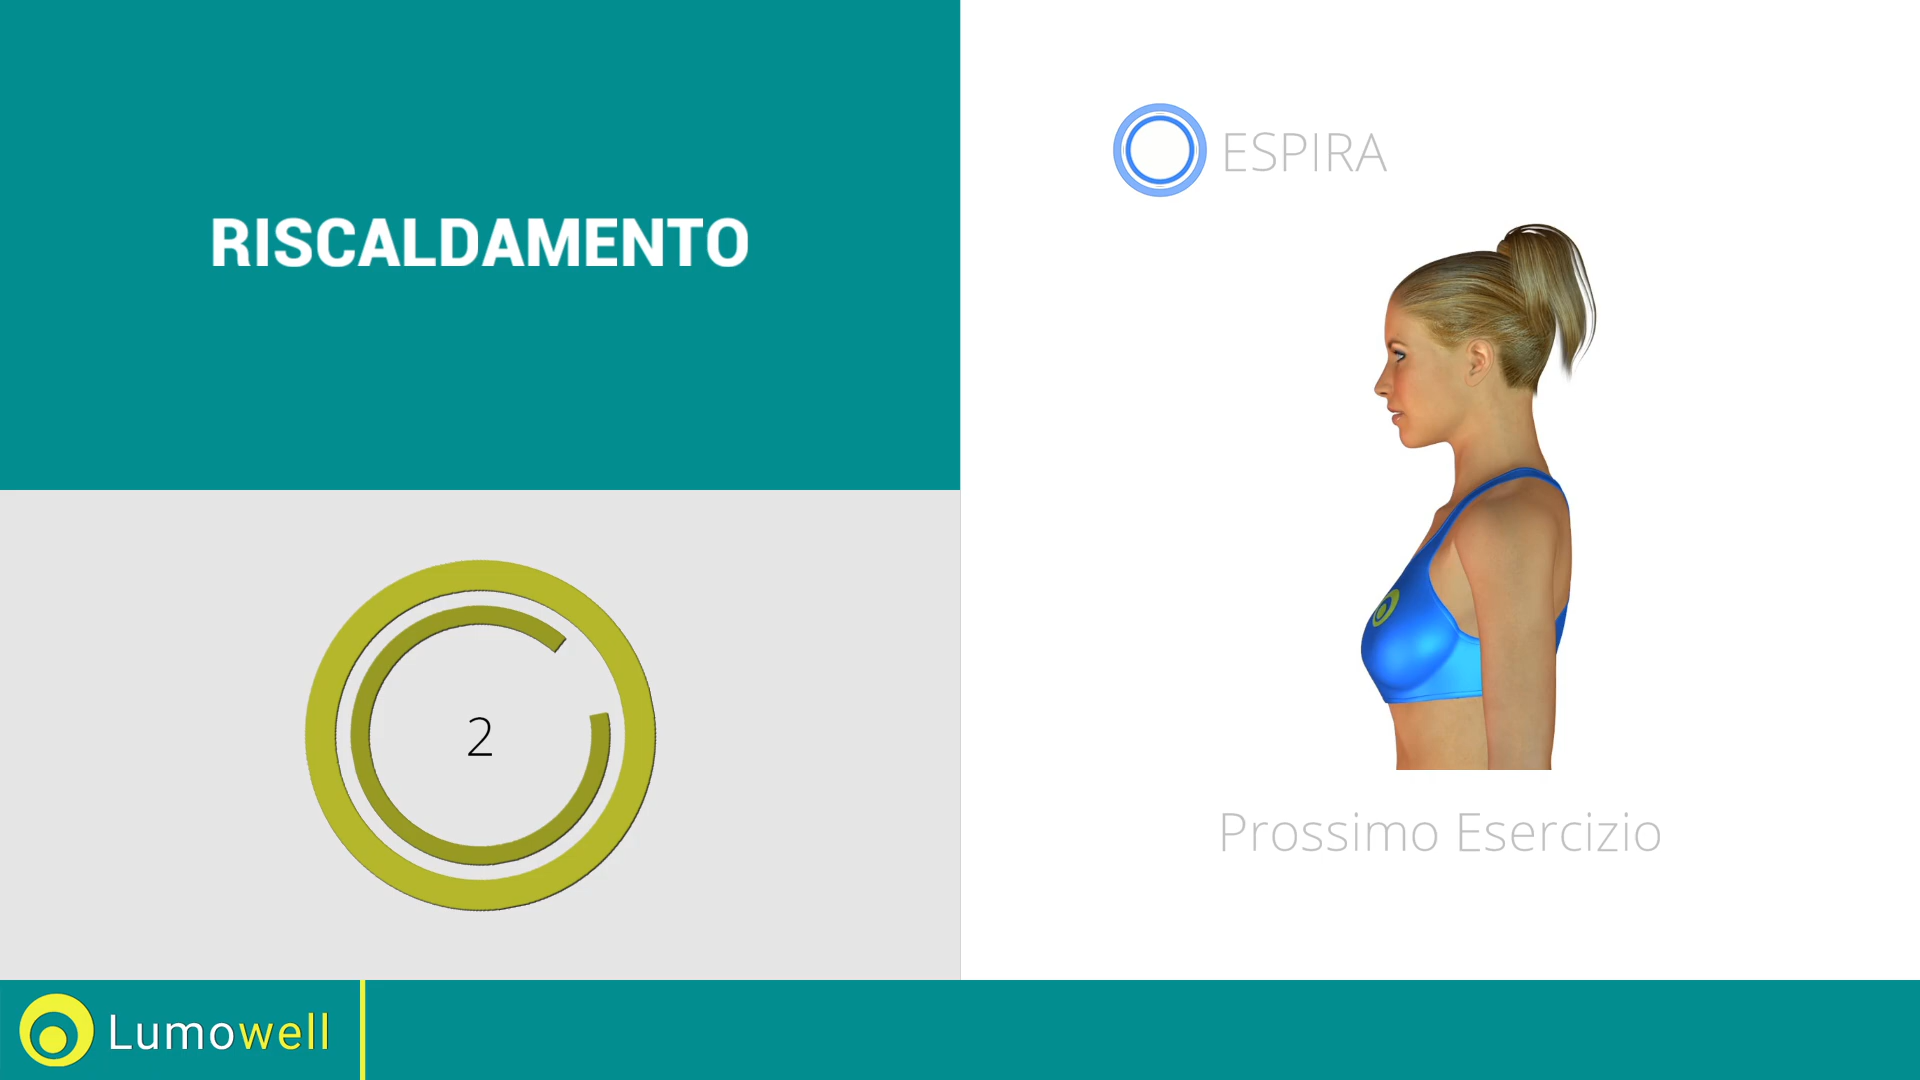 RISCALDAMENTO
ESPIRA
2
Prossimo Esercizio
Lumowell